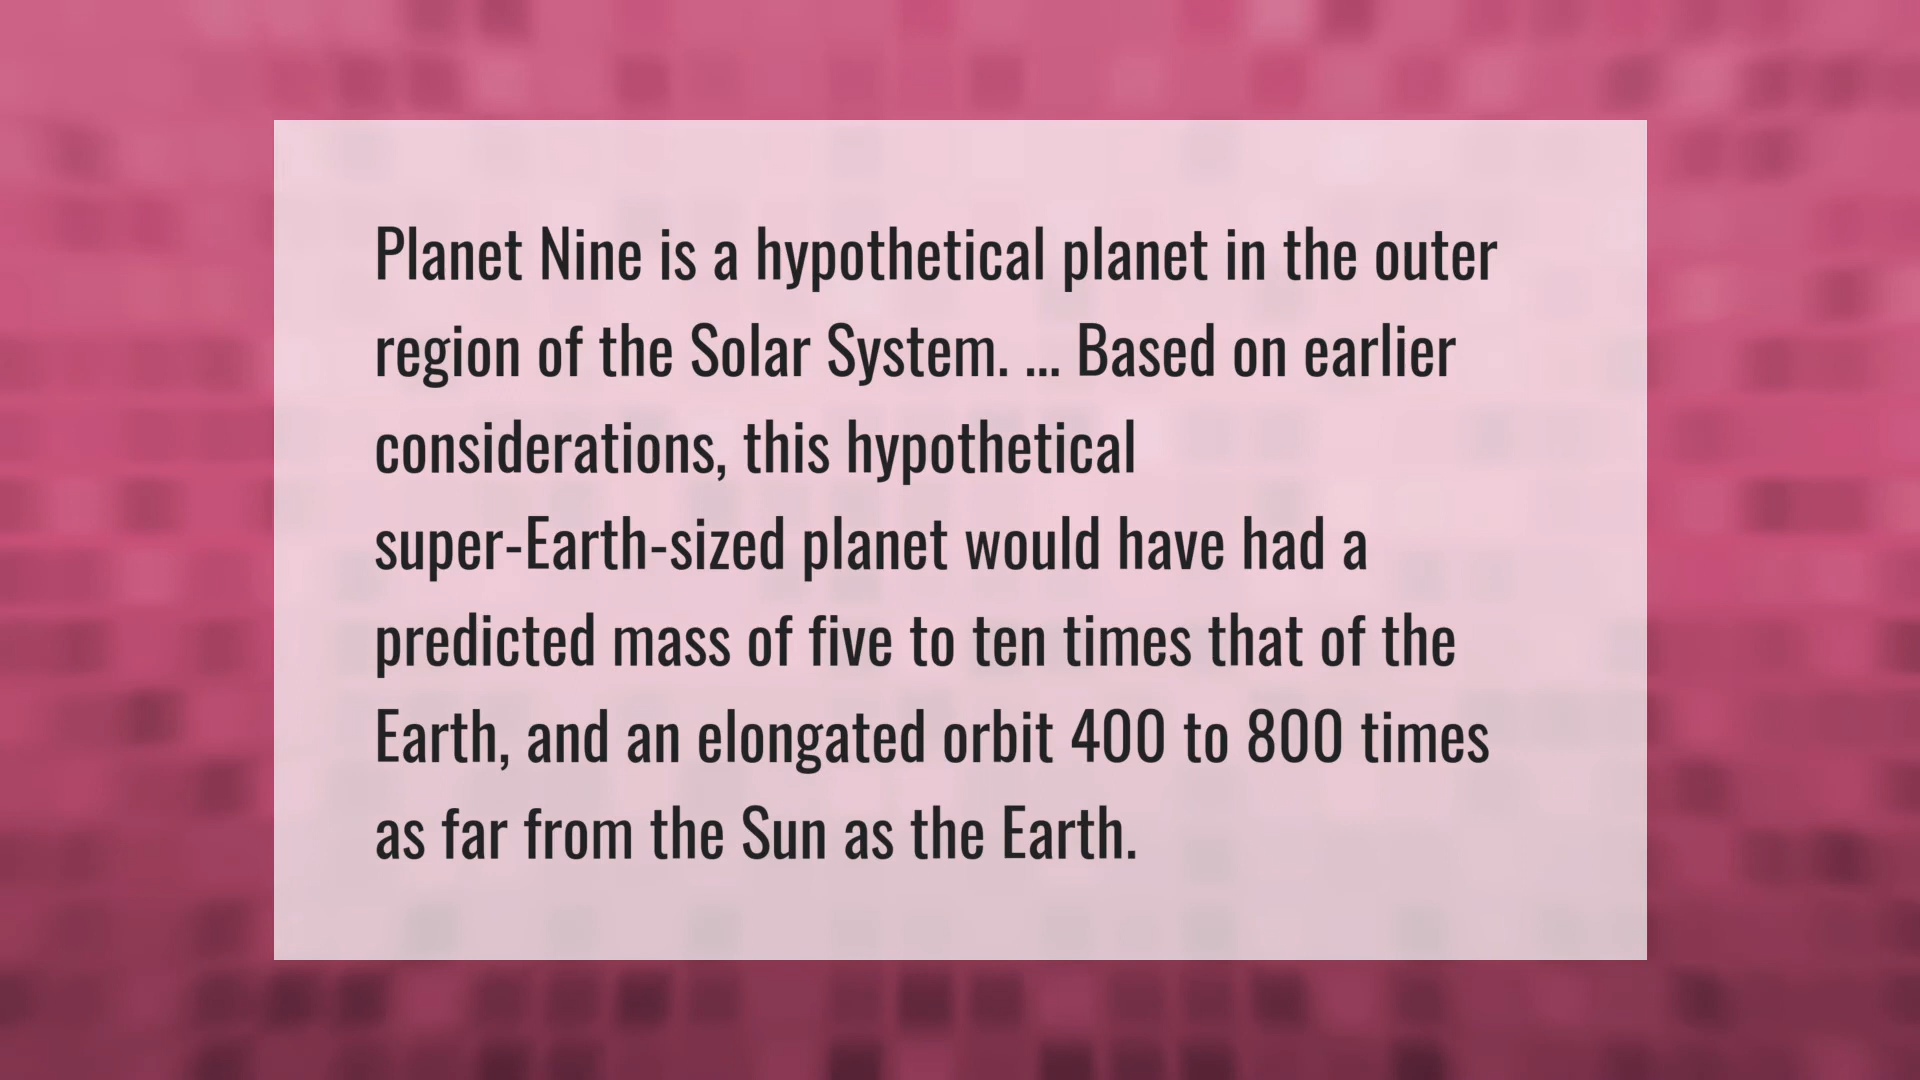 Planet Nine is a hypothetical planet in the outer
region of the Solar System. ... Based on earlier
considerations, this hypothetical
super-Earth-sized planet would have had a
predicted mass of five to ten times that of the
Earth, and an elongated orbit 400 to 800 times
as far from the Sun as the Earth.